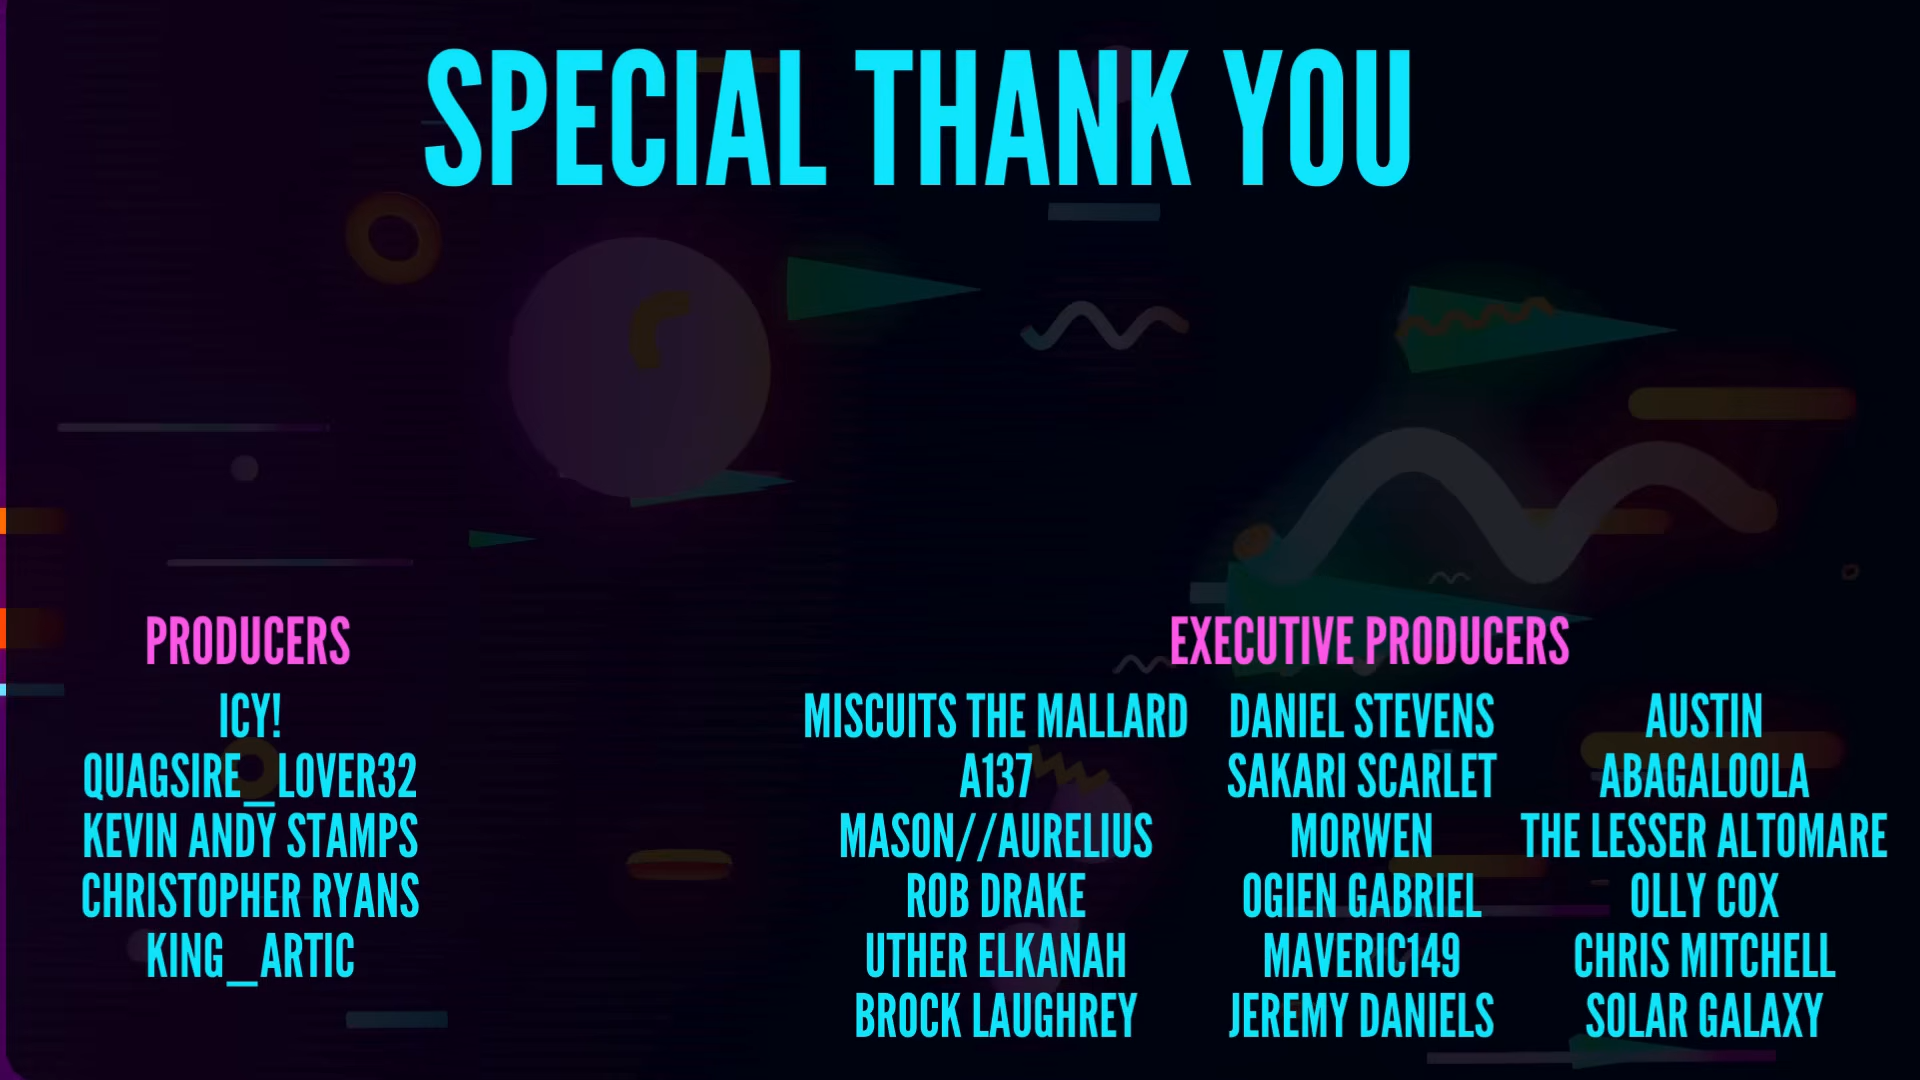 SPECIAL THANK YOU
PRODUCERS
ICY!
QUAGSIRE_LOVER32
KEVIN ANDY STAMPS
CHRISTOPHER RYANS
KING_ARTIC
EXECUTIVE PRODUCERS
MISCUITS THE MALLARD
A137
MASON//AURELIUS
ROB DRAKE
UTHER ELKANAH
BROCK LAUGHREY
DANIEL STEVENS
SAKARI SCARLET
MORWEN
OGIEN GABRIEL
MAVERIC149
JEREMY DANIELS
AUSTIN
ABAGALOOLA
THE LESSER ALTOMARE
OLLY COX
CHRIS MITCHELL
SOLAR GALAXY